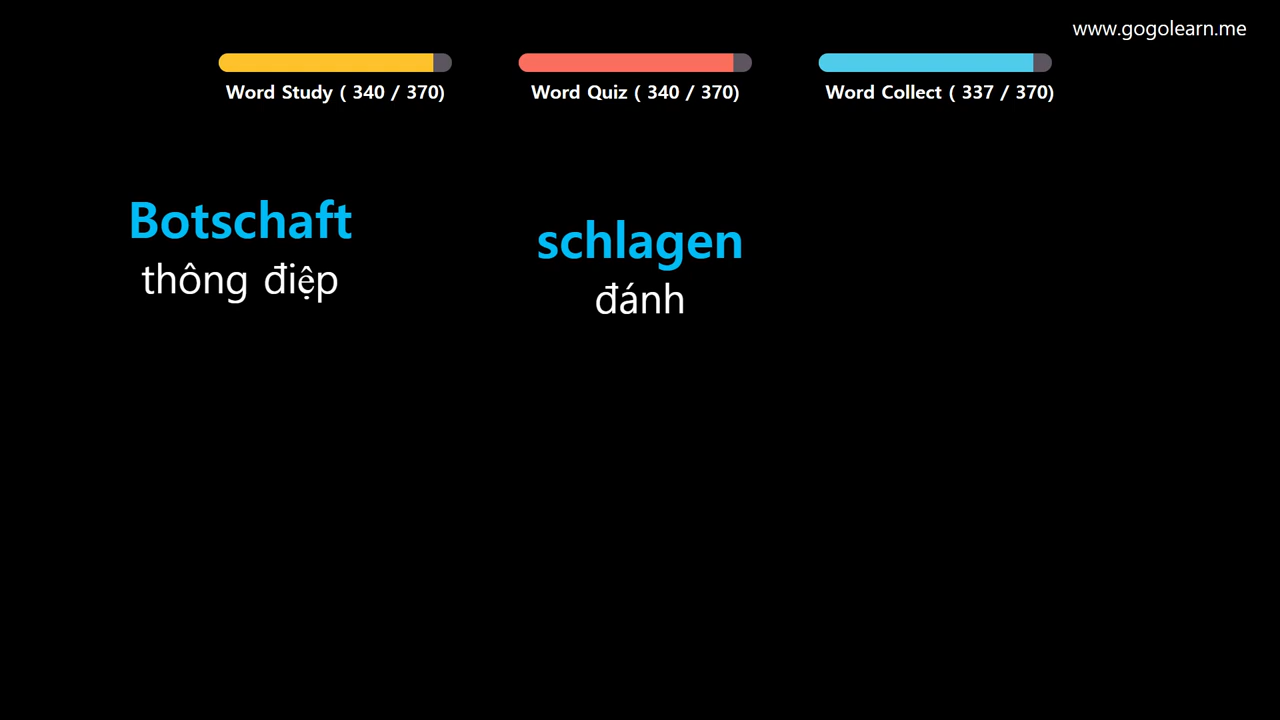 www.gogolearn.me
Word Study ( 340 / 370)
Word Quiz ( 340 / 370)
Word Collect ( 337 / 370)
Botschaft
thông điệp
schlagen
đánh